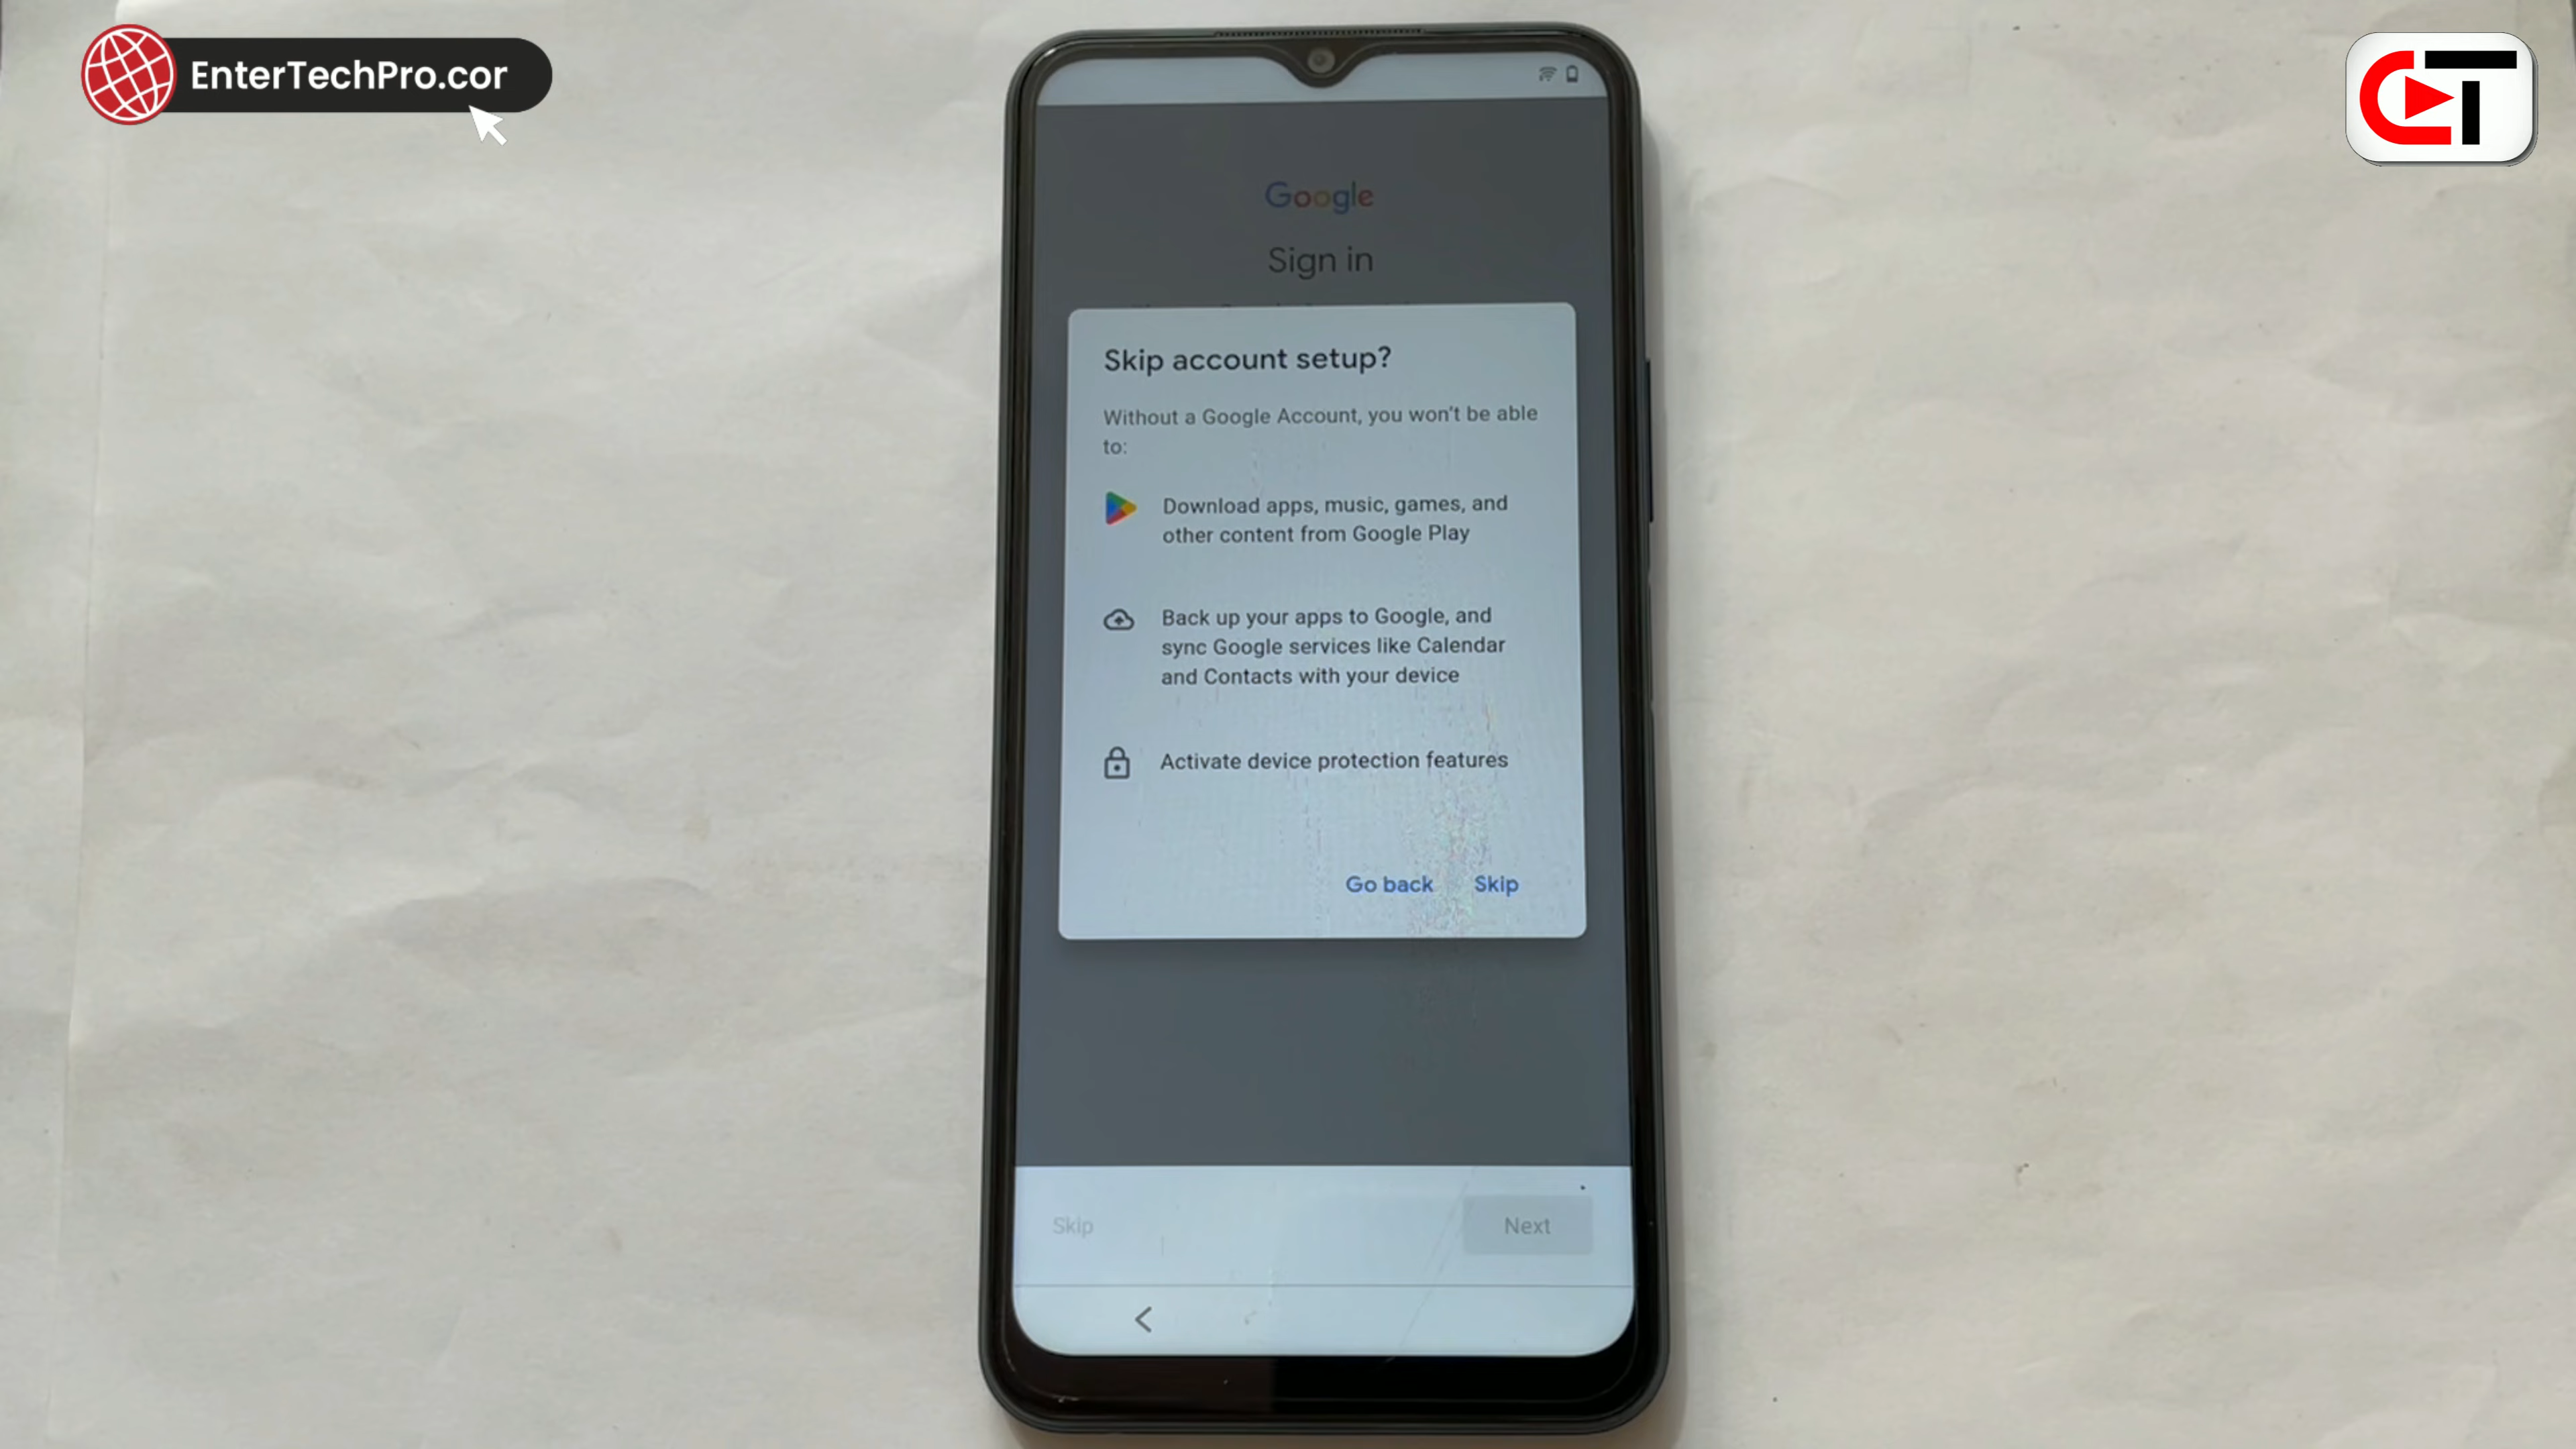 EnterTechPro.cor
CT
Google
Sign in
Skip account setup?
Without a Google Account, you won't be able
to:
Download apps, music, games, and
other content from Google Play
Back up your apps to Google, and
sync Google services like Calendar
and Contacts with your device
Activate device protection features
Go back Skip
Skip Next